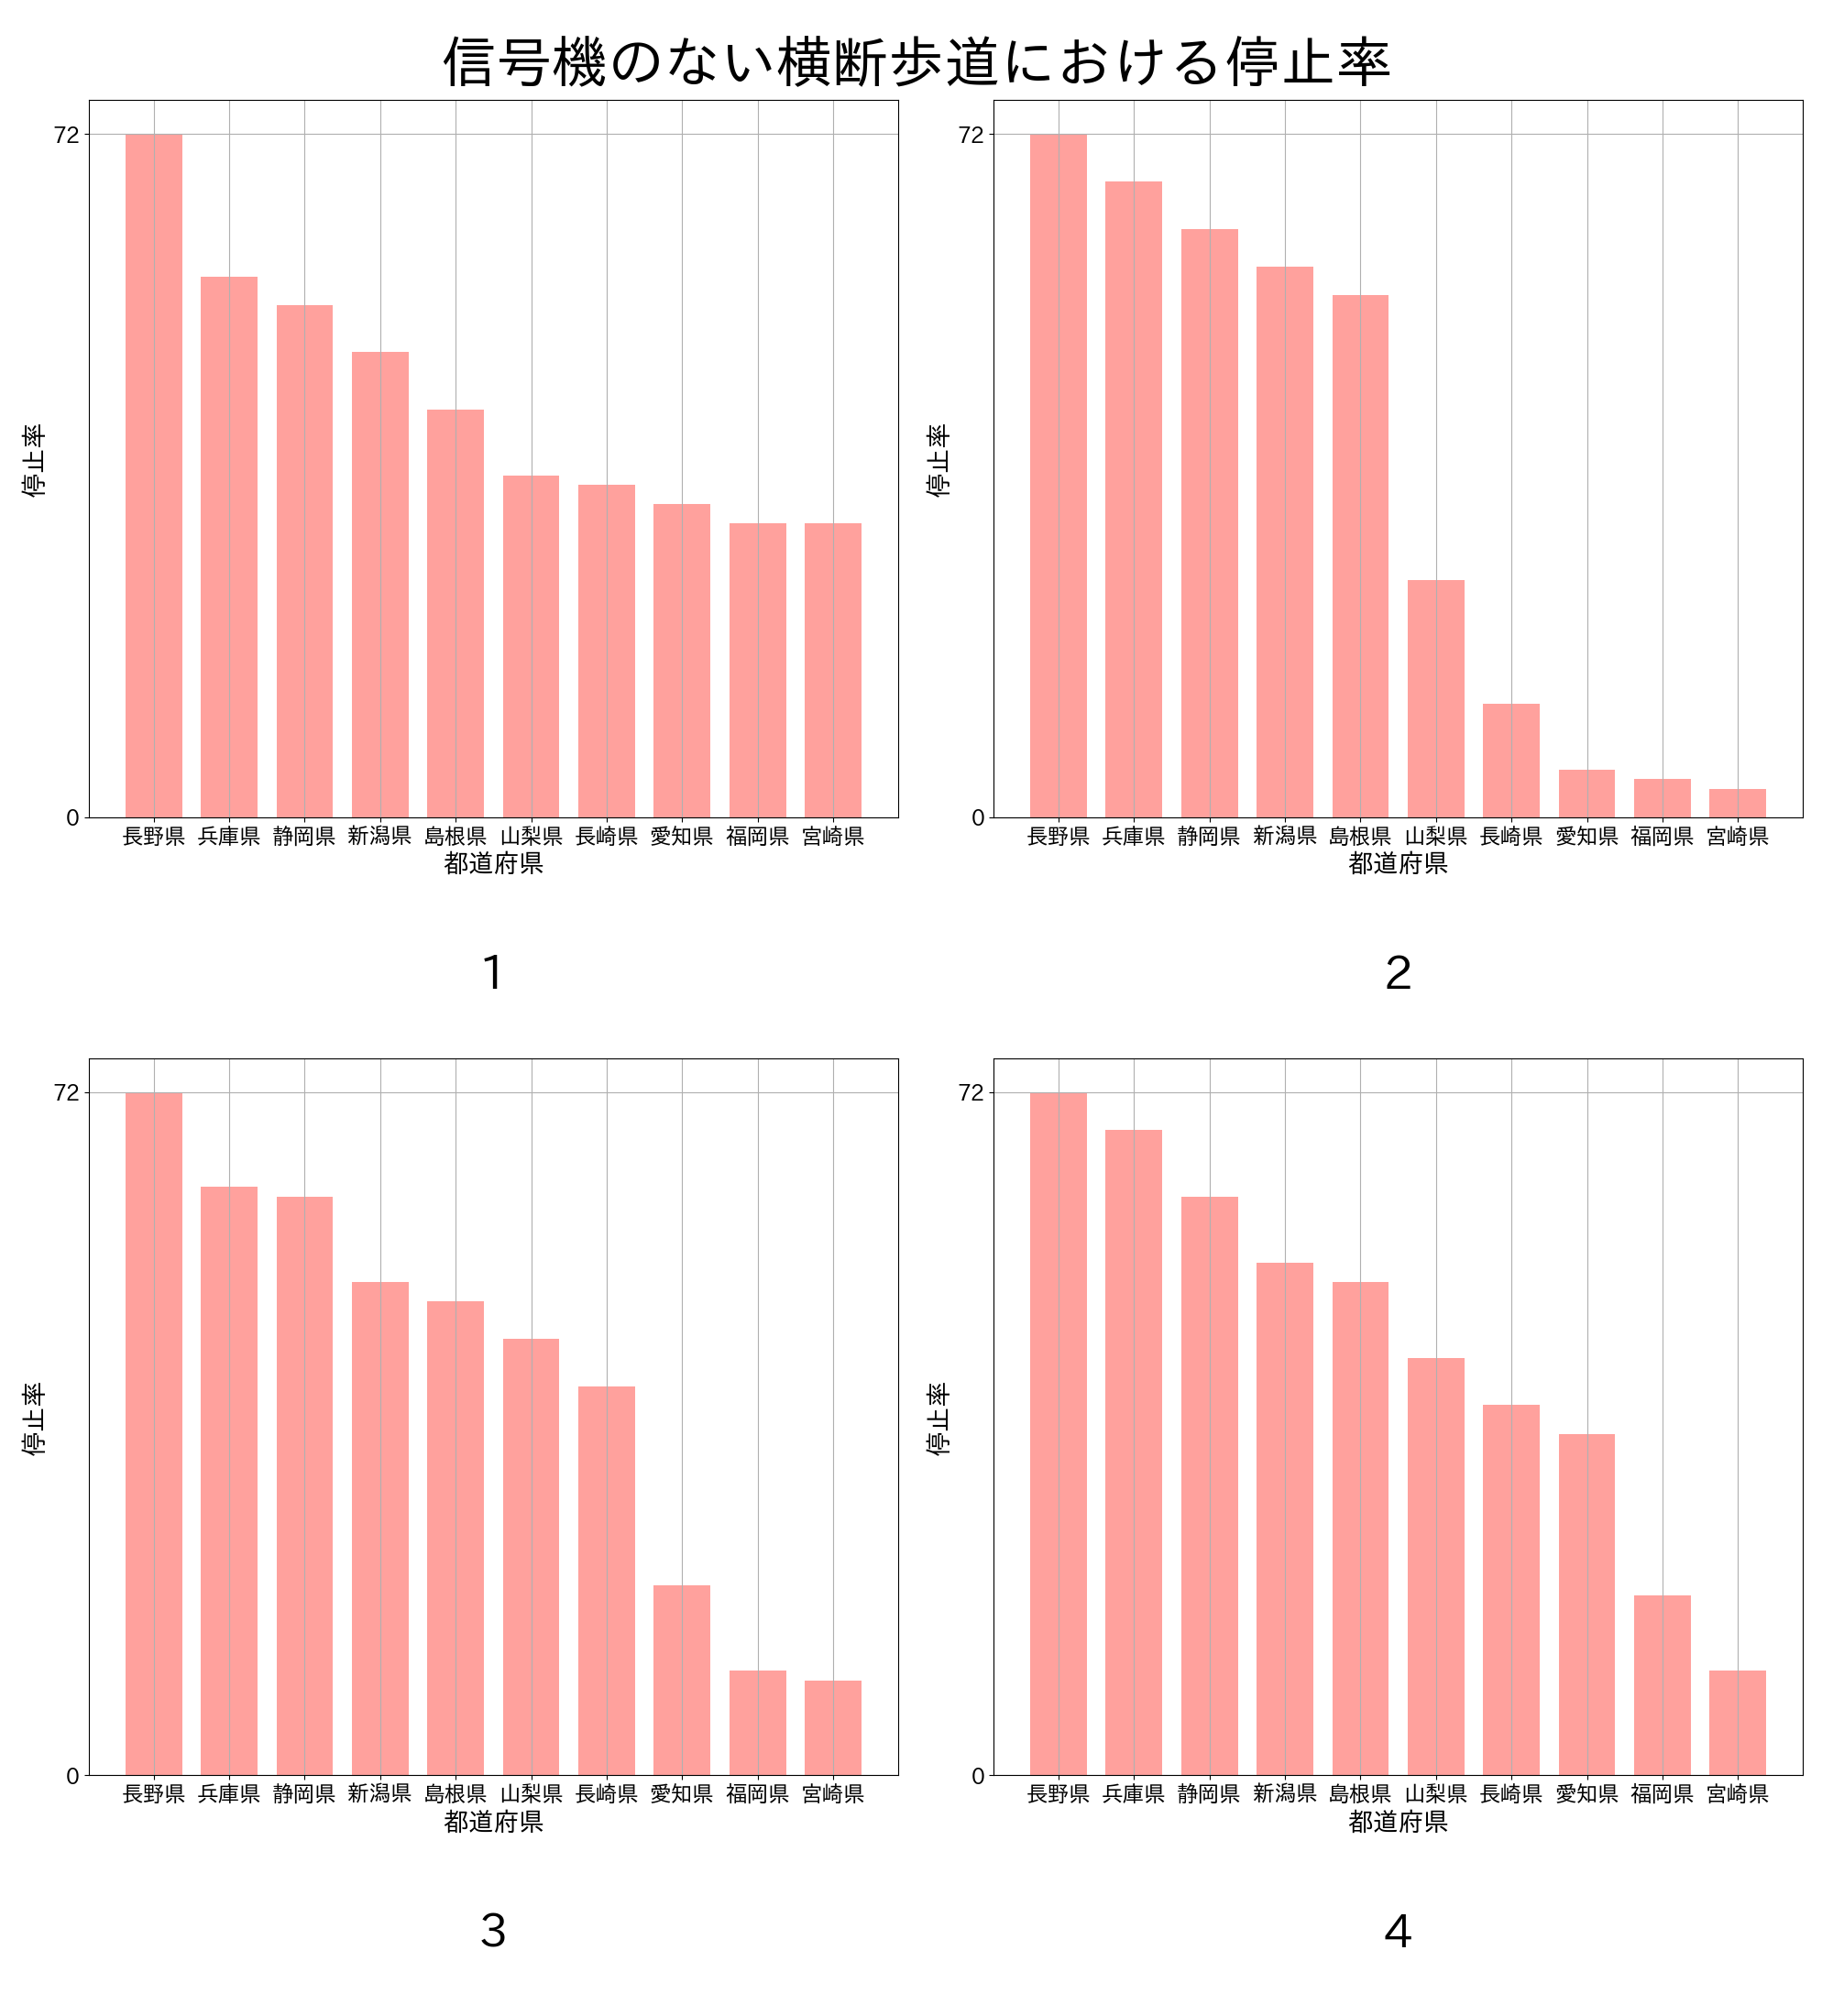 信号機のない横断歩道における停止率
72
0
停止率
長野県 兵庫県 静岡県 新潟県 島根県 山梨県 長崎県 愛知県 福岡県 宮崎県
都道府県
1
72
0
停止率
長野県 兵庫県 静岡県 新潟県 島根県 山梨県 長崎県 愛知県 福岡県 宮崎県
都道府県
2
72
0
停止率
長野県 兵庫県 静岡県 新潟県 島根県 山梨県 長崎県 愛知県 福岡県 宮崎県
都道府県
3
72
0
停止率
長野県 兵庫県 静岡県 新潟県 島根県 山梨県 長崎県 愛知県 福岡県 宮崎県
都道府県
4